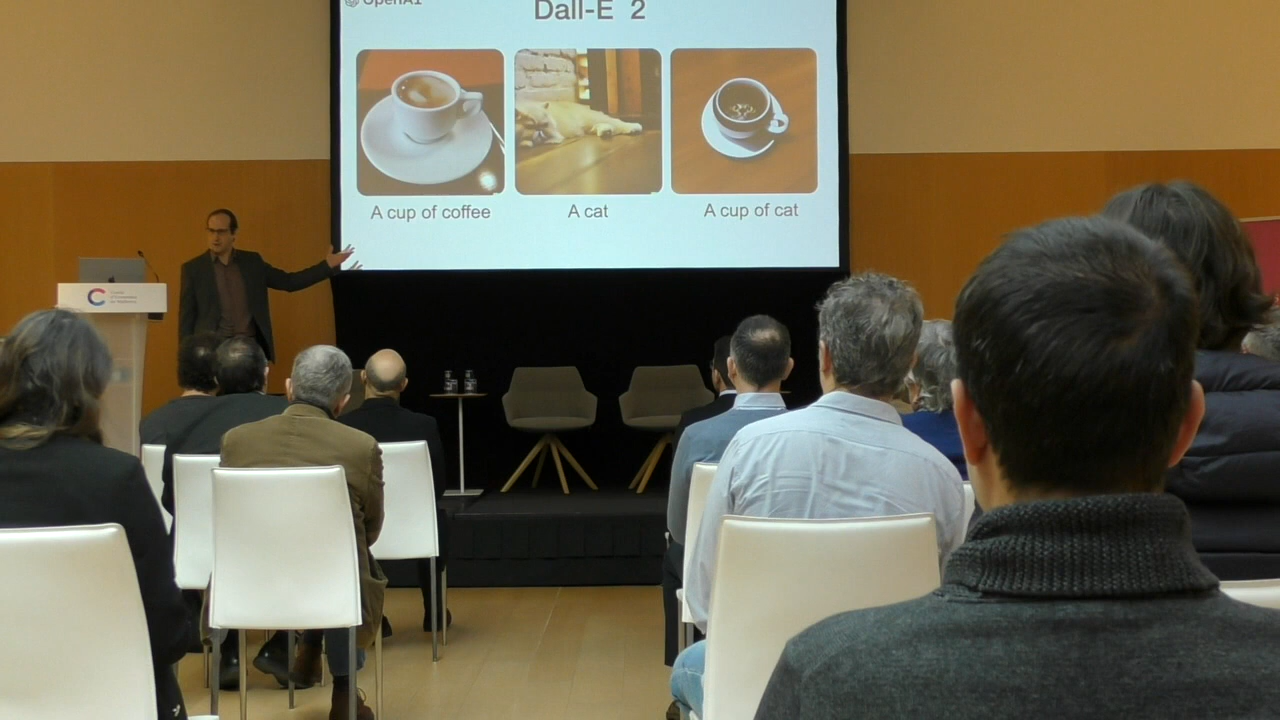 OpenAI
Dall-E 2
A cup of coffee
A cat
A cup of cat